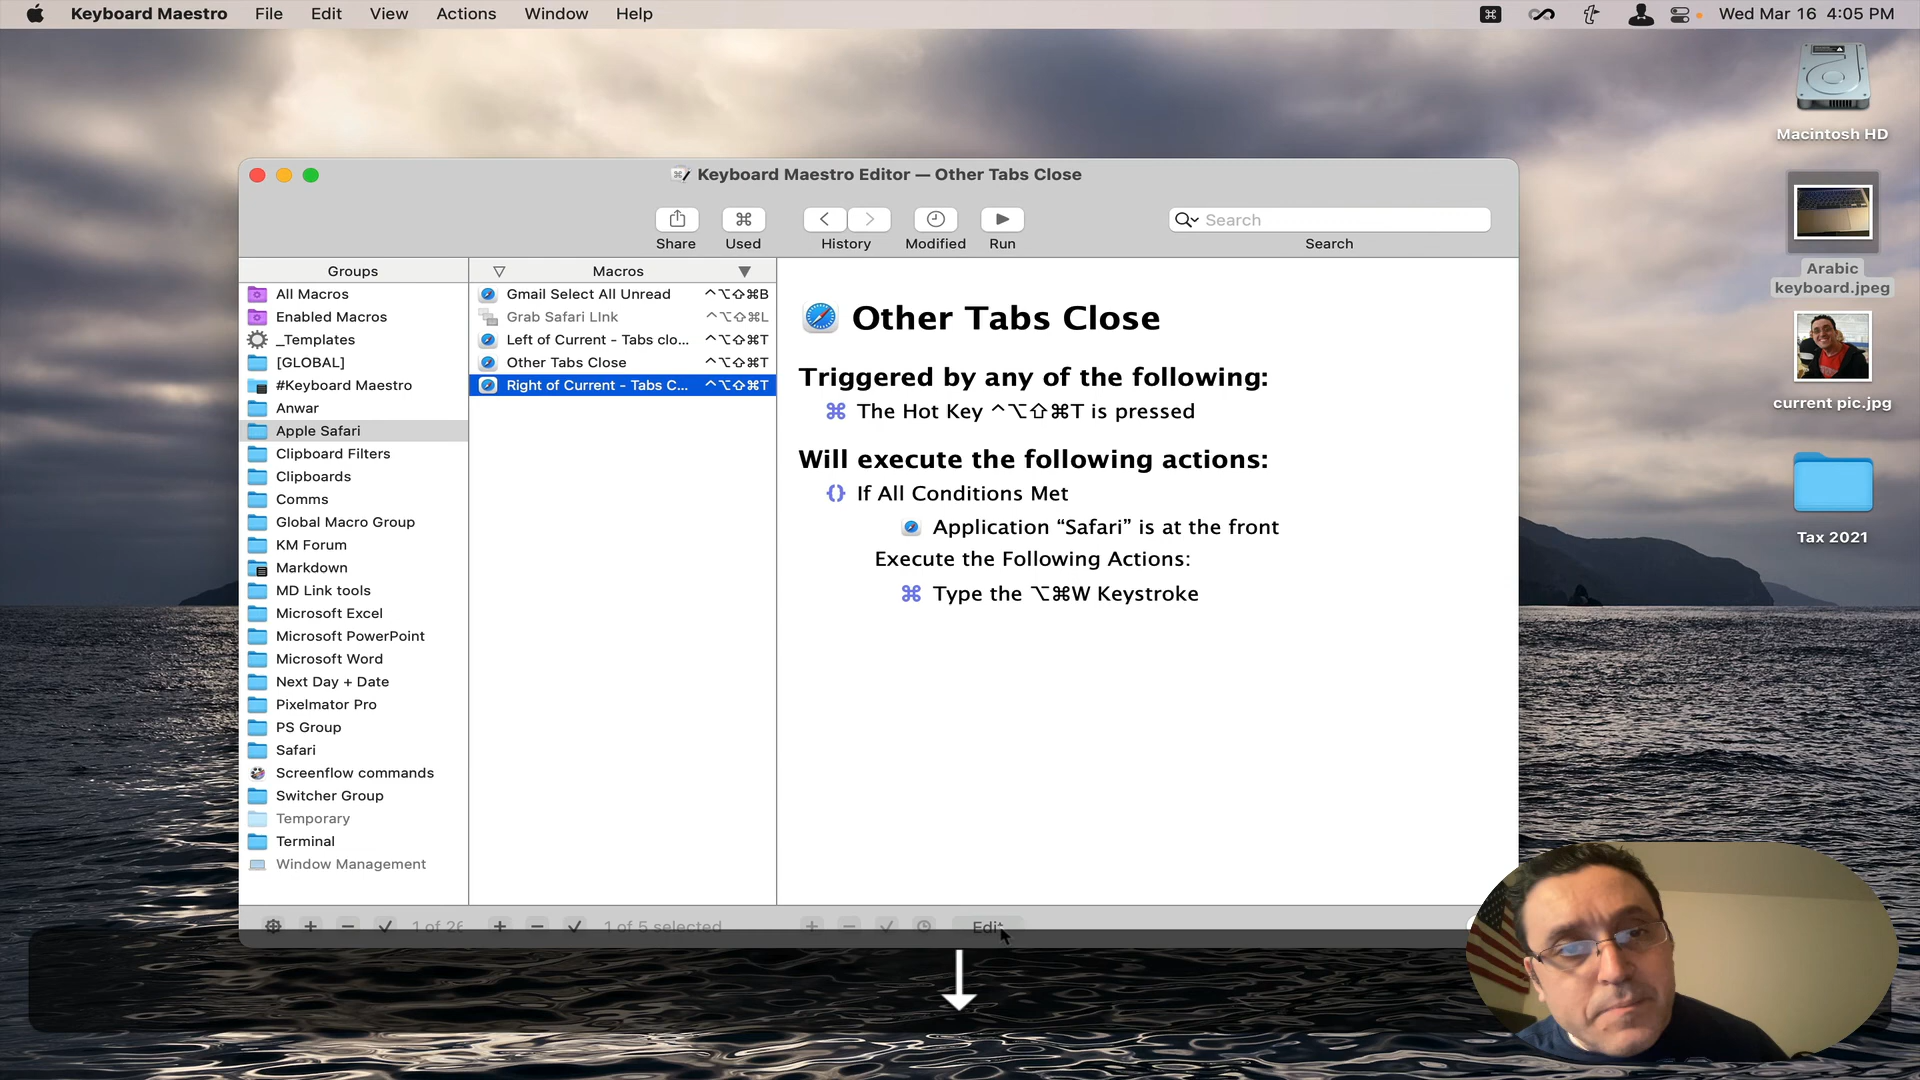 Keyboard Maestro File Edit View Actions Window Help Wed Mar 16 4:05 PM
Macintosh HD
Arabic
keyboard.jpeg
current pic.jpg
Tax 2021
Keyboard Maestro Editor — Other Tabs Close
Search
Share Used History Modified Run Search
Groups
All Macros
Enabled Macros
_Templates
[GLOBAL]
#Keyboard Maestro
Anwar
Apple Safari
Clipboard Filters
Clipboards
Comms
Global Macro Group
KM Forum
Markdown
MD Link tools
Microsoft Excel
Microsoft PowerPoint
Microsoft Word
Next Day + Date
Pixelmator Pro
PS Group
Safari
Screenflow commands
Switcher Group
Temporary
Terminal
Window Management
Macros
Gmail Select All Unread ⌃⌥⇧⌘B
Grab Safari LInk ⌃⌥⇧⌘L
Left of Current - Tabs clo... ⌃⌥⇧⌘T
Other Tabs Close ⌃⌥⇧⌘T
Right of Current - Tabs C... ⌃⌥⇧⌘T
Other Tabs Close
Triggered by any of the following:
⌘ The Hot Key ⌃⌥⇧⌘T is pressed
Will execute the following actions:
{} If All Conditions Met
Application “Safari” is at the front
Execute the Following Actions:
⌘ Type the ⌥⌘W Keystroke
1 of 26 1 of 5 selected Edit